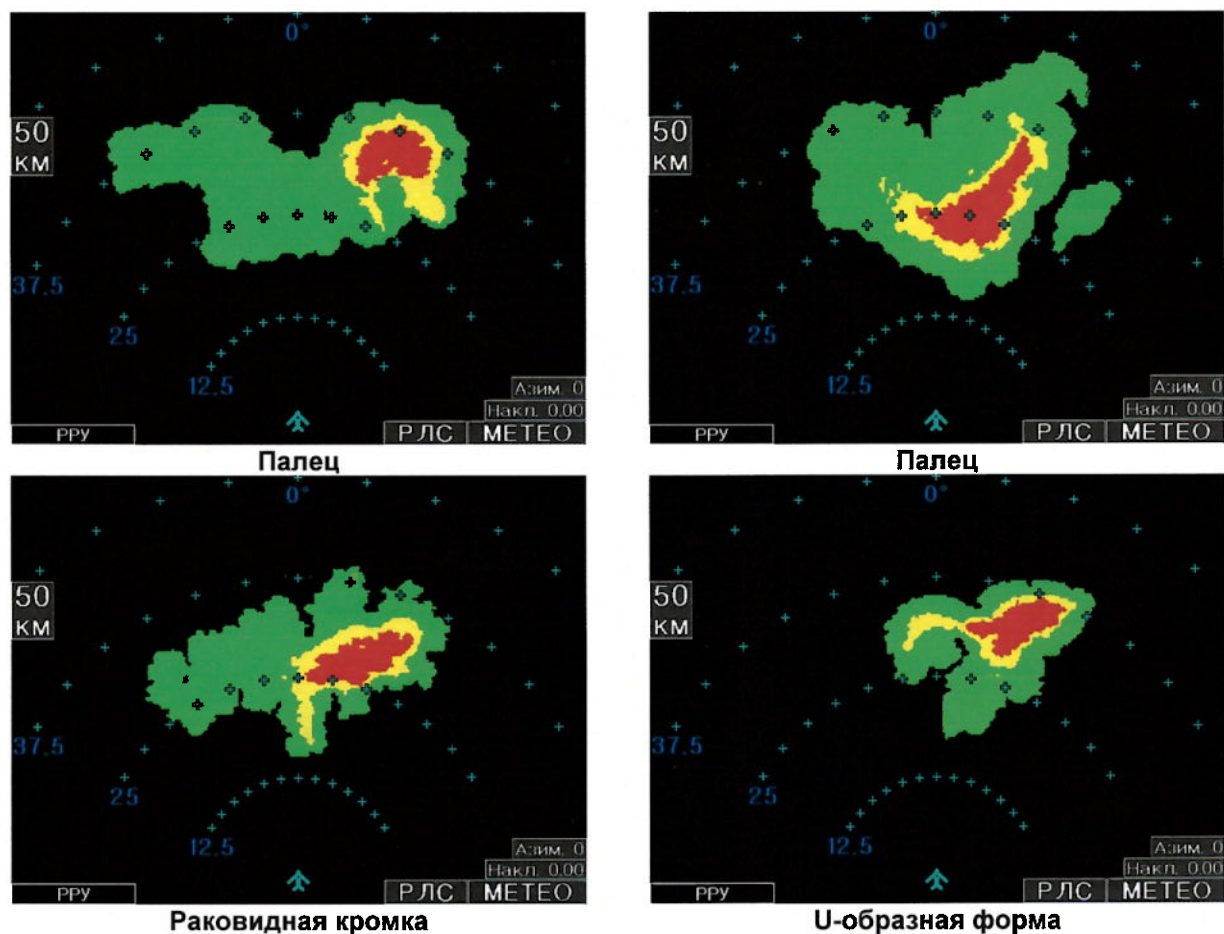 0°
50
КМ
37.5
25
12.5
Азим. 0
Накл. 0.00
РРУ
РЛС
МЕТЕО
Палец
0°
50
КМ
37.5
25
12.5
Азим. 0
Накл. 0.00
РРУ
РЛС
МЕТЕО
Палец
0°
50
КМ
37.5
25
12.5
Азим. 0
Накл. 0.00
РРУ
РЛС
МЕТЕО
Раковидная кромка
0°
50
КМ
37.5
25
12.5
Азим. 0
Накл. 0.00
РРУ
РЛС
МЕТЕО
U-образная форма